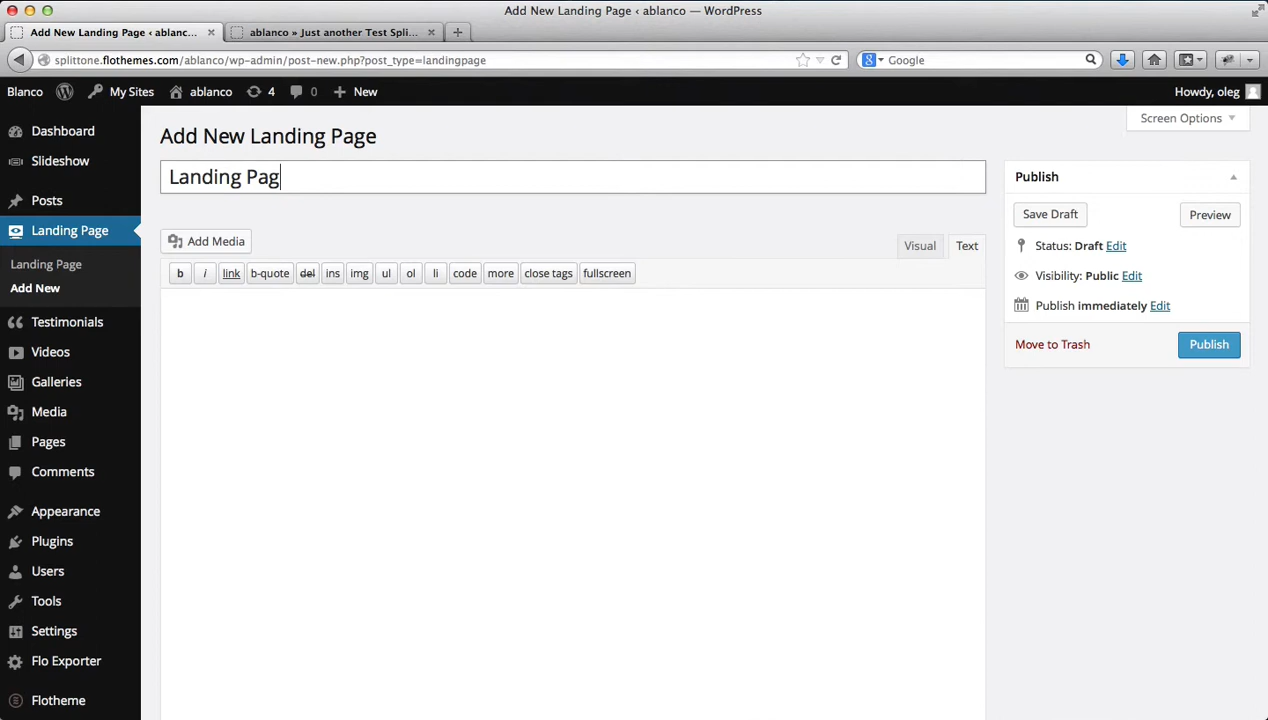 Add New Landing Page ‹ ablanco — WordPress
Add New Landing Page ‹ ablanc...
ablanco » Just another Test Spli...
splittone.flothemes.com/ablanco/wp-admin/post-new.php?post_type=landingpage
Google
Blanco
My Sites
ablanco
4
0
New
Howdy, oleg
Screen Options
Dashboard
Slideshow
Posts
Landing Page
Landing Page
Add New
Testimonials
Videos
Galleries
Media
Pages
Comments
Appearance
Plugins
Users
Tools
Settings
Flo Exporter
Flotheme
Add New Landing Page
Landing Pag
Add Media
Visual Text
b i link b-quote del ins img ul ol li code more close tags fullscreen
Publish
Save Draft Preview
Status: Draft Edit
Visibility: Public Edit
Publish immediately Edit
Move to Trash Publish